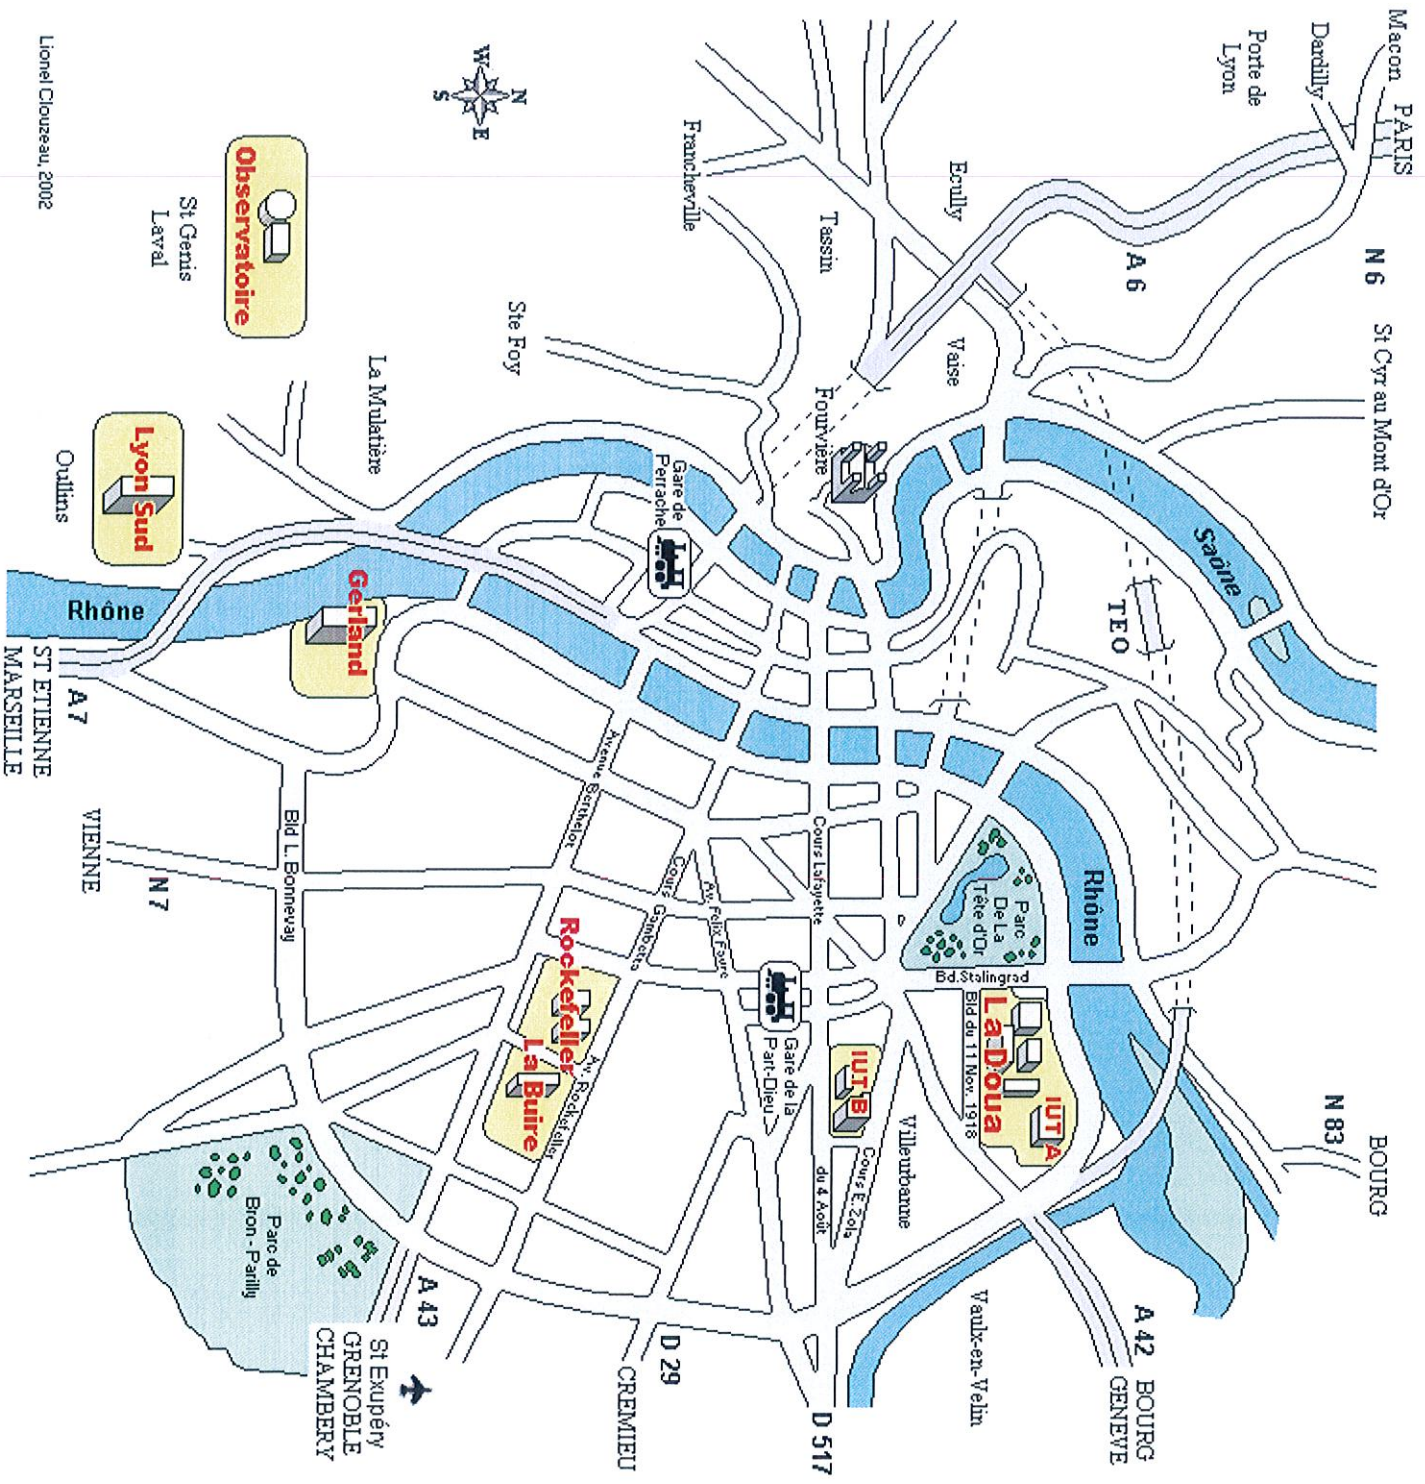 Macon
PARIS
Dardilly
Porte de
Lyon
N 6
A 6
St Cyr au Mont d'Or
Ecully
Tassin
Francheville
Vaise
Fourvière
Ste Foy
N
W
E
S
Saône
TEO
Rhône
Gare de
Perrache
La Mulatière
St Genis
Laval
Observatoire
Oullins
Lyon Sud
Gerland
Rhône
A 7
ST ETIENNE
MARSEILLE
VIENNE
N 7
Bld L. Bonnevay
Avenue Berthelot
Cours Gambetta
Av. Felix Faure
Cours Lafayette
Parc
De La
Tête d'Or
Bd. Stalingrad
Bld du 11 Nov. 1918
La Doua
IUT A
IUT B
Gare de la
Part-Dieu
Villeurbanne
Cours E. Zola
du 4 Août
Rockefeller
La Buire
Av. Rockefeller
Parc de
Bron - Parilly
N 83
BOURG
A 42
BOURG
GENEVE
Vaulx-en-Velin
D 517
D 29
CREMIEU
A 43
St Exupéry
GRENOBLE
CHAMBERY
Lionel Clouzeau, 2002